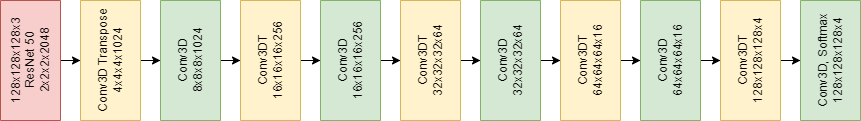 128x128x128x3
ResNet 50
2x2x2x2048
Conv3D Transpose
4x4x4x1024
Conv3D
8x8x8x1024
Conv3DT
16x16x16x256
Conv3D
16x16x16x256
Conv3DT
32x32x32x64
Conv3D
32x32x32x64
Conv3DT
64x64x64x16
Conv3D
64x64x64x16
Conv3DT
128x128x128x4
Conv3D, Softmax
128x128x128x4